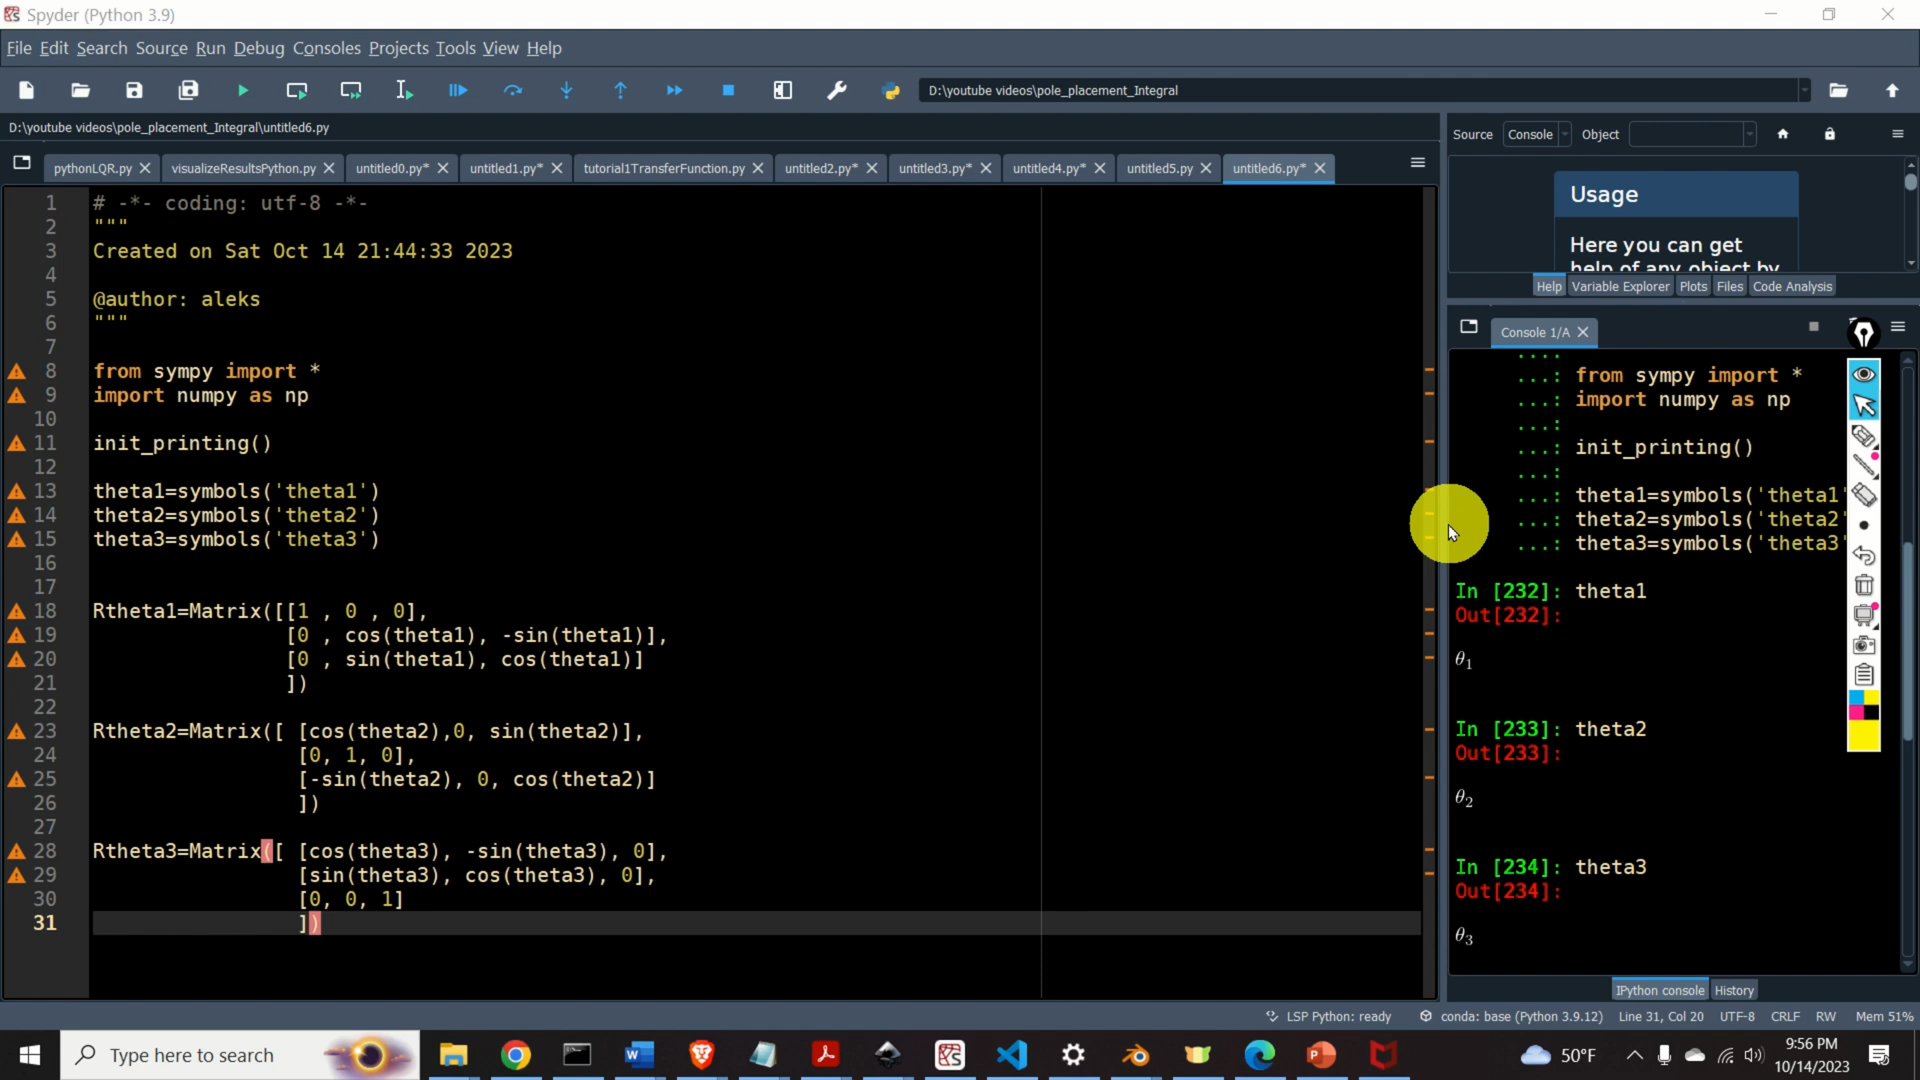 Spyder (Python 3.9)
File Edit Search Source Run Debug Consoles Projects Tools View Help
D:\youtube videos\pole_placement_Integral
D:\youtube videos\pole_placement_Integral\untitled6.py
pythonLQR.py
visualizeResultsPython.py
untitled0.py*
untitled1.py*
tutorial1TransferFunction.py
untitled2.py*
untitled3.py*
untitled4.py*
untitled5.py
untitled6.py*
1 # -*- coding: utf-8 -*-
2 """
3 Created on Sat Oct 14 21:44:33 2023
4
5 @author: aleks
6 """
7
8 from sympy import *
9 import numpy as np
10
11 init_printing()
12
13 theta1=symbols('theta1')
14 theta2=symbols('theta2')
15 theta3=symbols('theta3')
16
17
18 Rtheta1=Matrix([[1 , 0 , 0],
19 [0 , cos(theta1), -sin(theta1)],
20 [0 , sin(theta1), cos(theta1)]
21 ])
22
23 Rtheta2=Matrix([ [cos(theta2),0, sin(theta2)],
24 [0, 1, 0],
25 [-sin(theta2), 0, cos(theta2)]
26 ])
27
28 Rtheta3=Matrix([ [cos(theta3), -sin(theta3), 0],
29 [sin(theta3), cos(theta3), 0],
30 [0, 0, 1]
31 ])
Source Console Object
Usage
Here you can get
help of any object by
Help Variable Explorer Plots Files Code Analysis
Console 1/A
...:
...: from sympy import *
...: import numpy as np
...:
...: init_printing()
...:
...: theta1=symbols('theta1'
...: theta2=symbols('theta2'
...: theta3=symbols('theta3'
In [232]: theta1
Out[232]:
θ₁
In [233]: theta2
Out[233]:
θ₂
In [234]: theta3
Out[234]:
θ₃
IPython console History
LSP Python: ready conda: base (Python 3.9.12) Line 31, Col 20 UTF-8 CRLF RW Mem 51%
Type here to search
50°F
9:56 PM
10/14/2023